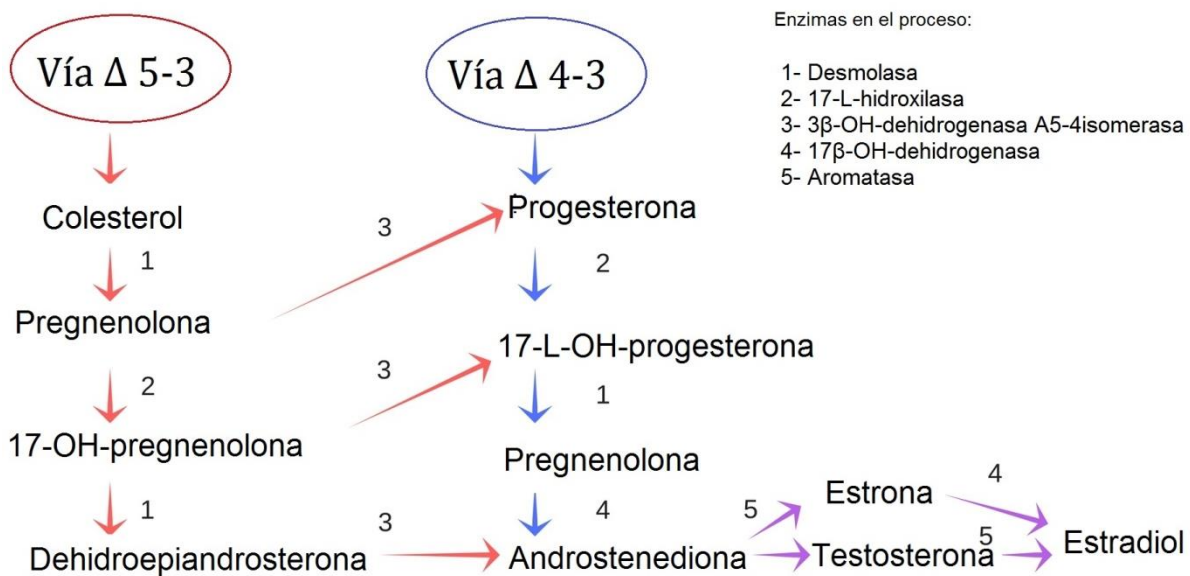 Vía Δ 5-3
Vía Δ 4-3
Enzimas en el proceso:
1- Desmolasa
2- 17-L-hidroxilasa
3- 3β-OH-dehidrogenasa A5-4isomerasa
4- 17β-OH-dehidrogenasa
5- Aromatasa
Colesterol
3
Progesterona
1
2
Pregnenolona
17-L-OH-progesterona
3
2
1
17-OH-pregnenolona
Pregnenolona
1
3
4
5
Estrona
4
Dehidroepiandrosterona
Androstenediona
Testosterona
5
Estradiol